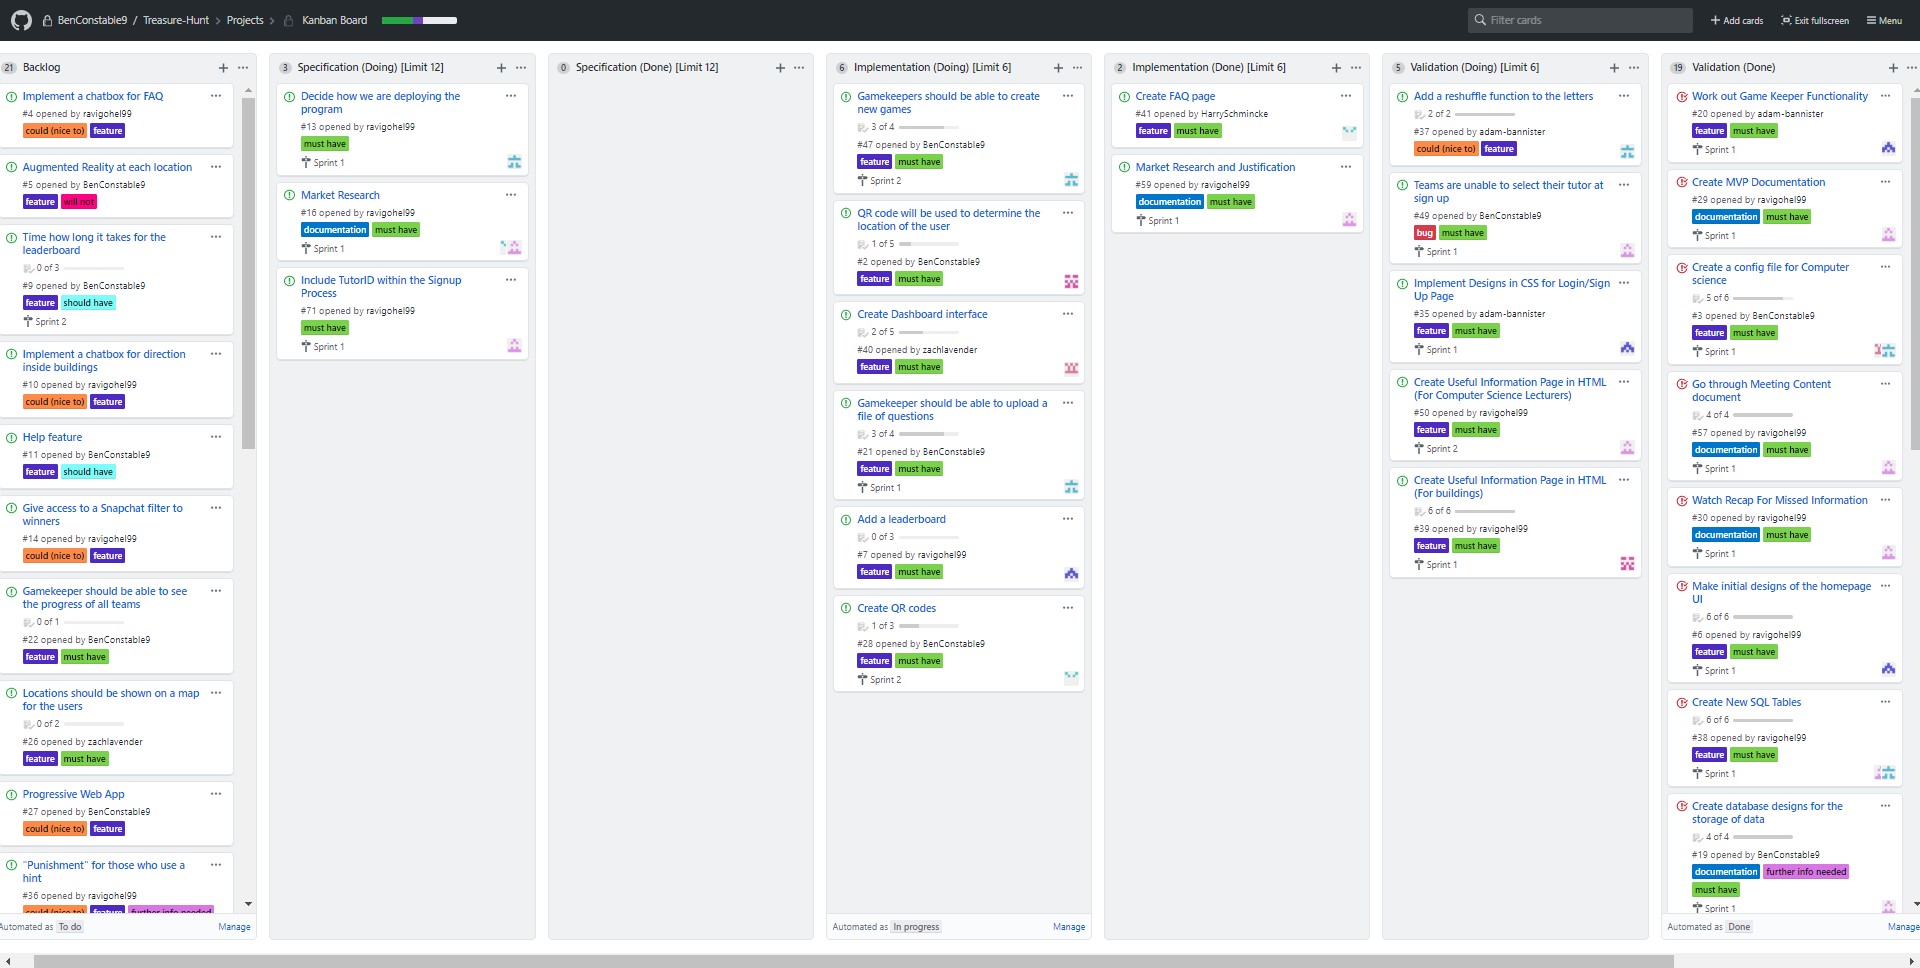 BenConstable9 / Treasure-Hunt > Projects > Kanban Board
Filter cards
Add cards
Exit fullscreen
Menu
21 Backlog
Implement a chatbox for FAQ
#4 opened by ravigohel99
could (nice to) feature
Augmented Reality at each location
#5 opened by BenConstable9
feature will not
Time how long it takes for the
leaderboard
0 of 3
#9 opened by BenConstable9
feature should have
Sprint 2
Implement a chatbox for direction
inside buildings
#10 opened by ravigohel99
could (nice to) feature
Help feature
#11 opened by BenConstable9
feature should have
Give access to a Snapchat filter to
winners
#14 opened by ravigohel99
could (nice to) feature
Gamekeeper should be able to see
the progress of all teams
0 of 1
#22 opened by BenConstable9
feature must have
Locations should be shown on a map
for the users
0 of 2
#26 opened by zachlavender
feature must have
Progressive Web App
#27 opened by BenConstable9
could (nice to) feature
"Punishment" for those who use a
hint
#36 opened by ravigohel99
could (nice to) feature further info needed
Automated as To do
Manage
3 Specification (Doing) [Limit 12]
Decide how we are deploying the
program
#13 opened by ravigohel99
must have
Sprint 1
Market Research
#16 opened by ravigohel99
documentation must have
Sprint 1
Include TutorID within the Signup
Process
#71 opened by ravigohel99
must have
Sprint 1
0 Specification (Done) [Limit 12]
6 Implementation (Doing) [Limit 6]
Gamekeepers should be able to create
new games
3 of 4
#47 opened by BenConstable9
feature must have
Sprint 2
QR code will be used to determine the
location of the user
1 of 5
#2 opened by BenConstable9
feature must have
Create Dashboard interface
2 of 5
#40 opened by zachlavender
feature must have
Gamekeeper should be able to upload a
file of questions
3 of 4
#21 opened by BenConstable9
feature must have
Sprint 1
Add a leaderboard
0 of 3
#7 opened by ravigohel99
feature must have
Create QR codes
1 of 3
#28 opened by BenConstable9
feature must have
Sprint 2
Automated as In progress
Manage
2 Implementation (Done) [Limit 6]
Create FAQ page
#41 opened by HarrySchmincke
feature must have
Market Research and Justification
#59 opened by ravigohel99
documentation must have
Sprint 1
5 Validation (Doing) [Limit 6]
Add a reshuffle function to the letters
2 of 2
#37 opened by adam-bannister
could (nice to) feature
Teams are unable to select their tutor at
sign up
#49 opened by BenConstable9
bug must have
Sprint 1
Implement Designs in CSS for Login/Sign
Up Page
#35 opened by adam-bannister
feature must have
Sprint 1
Create Useful Information Page in HTML
(For Computer Science Lecturers)
#50 opened by ravigohel99
feature must have
Sprint 2
Create Useful Information Page in HTML
(For buildings)
6 of 6
#39 opened by ravigohel99
feature must have
Sprint 1
19 Validation (Done)
Work out Game Keeper Functionality
#20 opened by adam-bannister
feature must have
Sprint 1
Create MVP Documentation
#29 opened by ravigohel99
documentation must have
Sprint 1
Create a config file for Computer
science
5 of 6
#3 opened by BenConstable9
feature must have
Sprint 1
Go through Meeting Content
document
4 of 4
#57 opened by ravigohel99
documentation must have
Sprint 1
Watch Recap For Missed Information
#30 opened by ravigohel99
documentation must have
Sprint 1
Make initial designs of the homepage
UI
6 of 6
#6 opened by ravigohel99
feature must have
Sprint 1
Create New SQL Tables
6 of 6
#38 opened by ravigohel99
feature must have
Sprint 1
Create database designs for the
storage of data
4 of 4
#19 opened by BenConstable9
documentation further info needed
must have
Sprint 1
Automated as Done
Manage